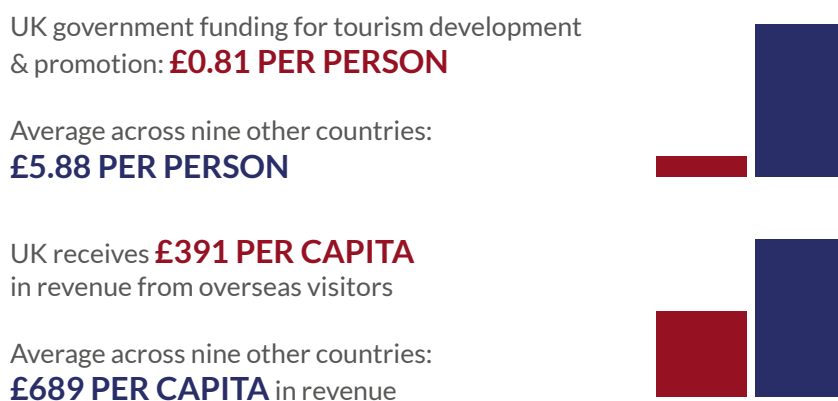 UK government funding for tourism development
& promotion: £0.81 PER PERSON
Average across nine other countries:
£5.88 PER PERSON
UK receives £391 PER CAPITA
in revenue from overseas visitors
Average across nine other countries:
£689 PER CAPITA in revenue